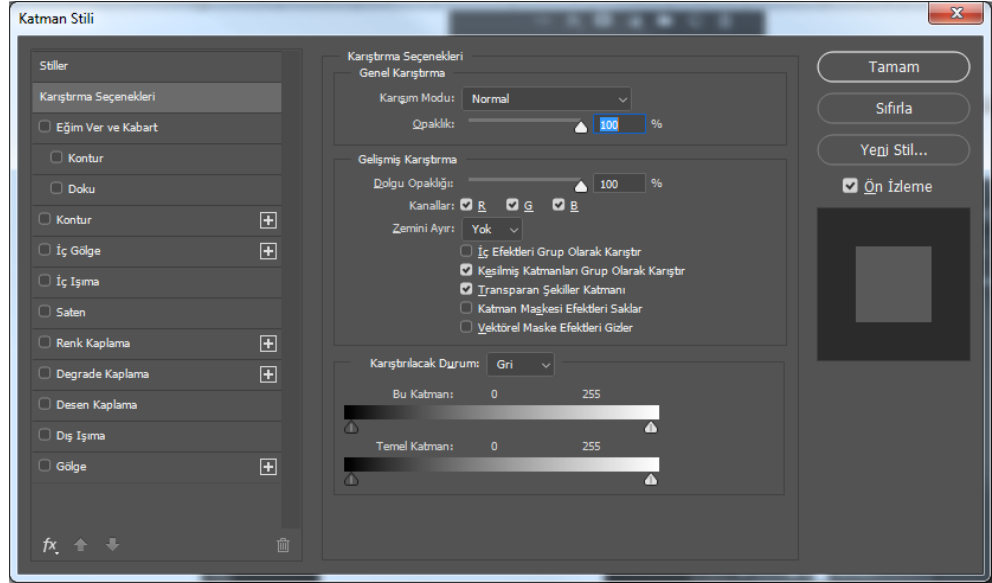 Katman Stili
Stiller
Karıştırma Seçenekleri
Eğim Ver ve Kabart
Kontur
Doku
Kontur
İç Gölge
İç Işıma
Saten
Renk Kaplama
Degrade Kaplama
Desen Kaplama
Dış Işıma
Gölge
fx
Karıştırma Seçenekleri
Genel Karıştırma
Karışım Modu: Normal
Opaklık: 100 %
Gelişmiş Karıştırma
Dolgu Opaklığı: 100 %
Kanallar: R G B
Zemini Ayır: Yok
İç Efektleri Grup Olarak Karıştır
Kesilmiş Katmanları Grup Olarak Karıştır
Transparan Şekiller Katmanı
Katman Maskesi Efektleri Saklar
Vektörel Maske Efektleri Gizler
Karıştırılacak Durum: Gri
Bu Katman: 0 255
Temel Katman: 0 255
Tamam
Sıfırla
Yeni Stil...
Ön İzleme